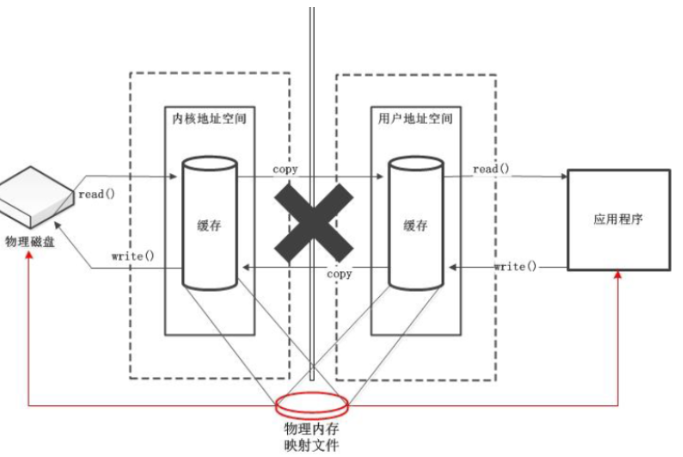 内核地址空间
用户地址空间
copy
read()
read()
缓存
缓存
应用程序
物理磁盘
write()
copy
write()
物理内存
映射文件